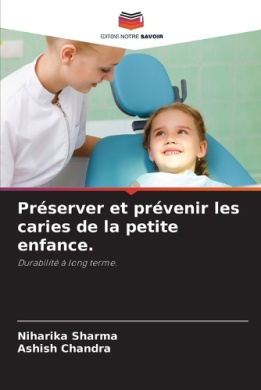 EDITIONS NOTRE SAVOIR
Préserver et prévenir les
caries de la petite
enfance.
Durabilité à long terme.
Niharika Sharma
Ashish Chandra